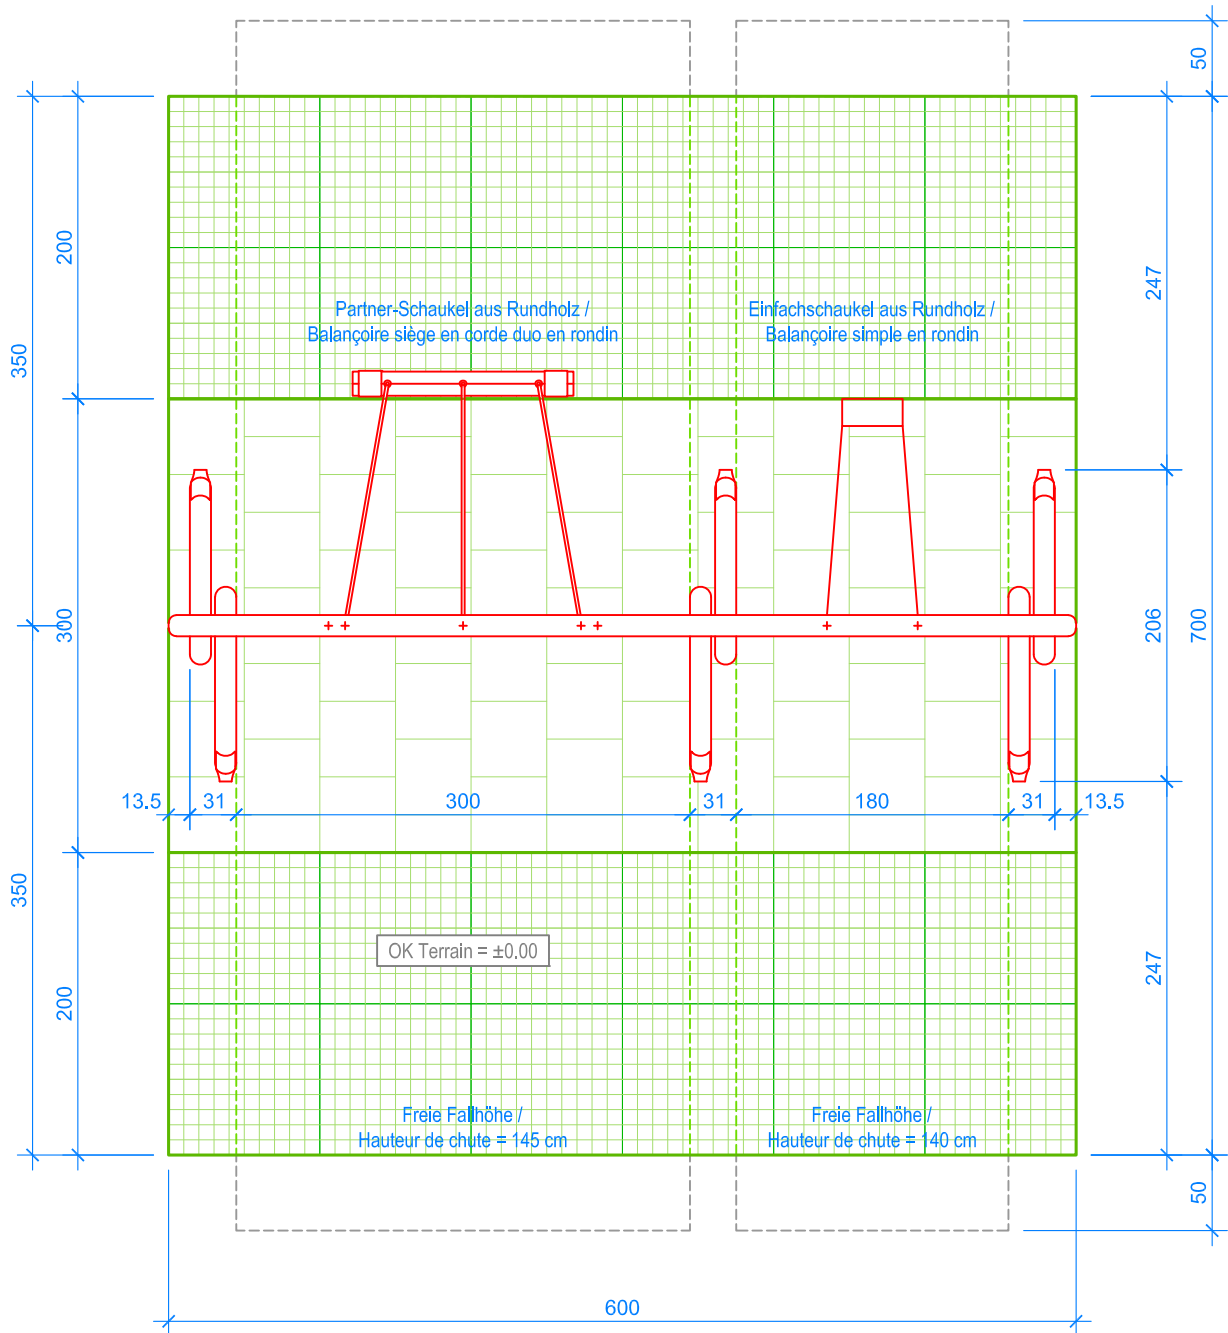 50
200
247
Partner-Schaukel aus Rundholz /
Balançoire siège en corde duo en rondin
Einfachschaukel aus Rundholz /
Balançoire simple en rondin
350
300
206
700
13.5
31
300
31
180
31
13.5
350
OK Terrain = ±0.00
247
200
Freie Fallhöhe /
Hauteur de chute = 145 cm
Freie Fallhöhe /
Hauteur de chute = 140 cm
50
600